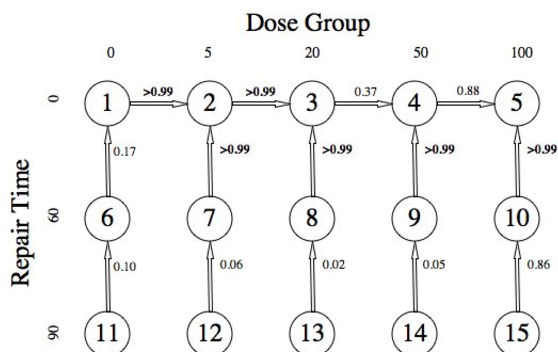 Dose Group
0 5 20 50 100
Repair Time
0
>0.99 >0.99 0.37 0.88
1 2 3 4 5
0.17 >0.99 >0.99 >0.99 >0.99
60
6 7 8 9 10
0.10 0.06 0.02 0.05 0.86
90
11 12 13 14 15